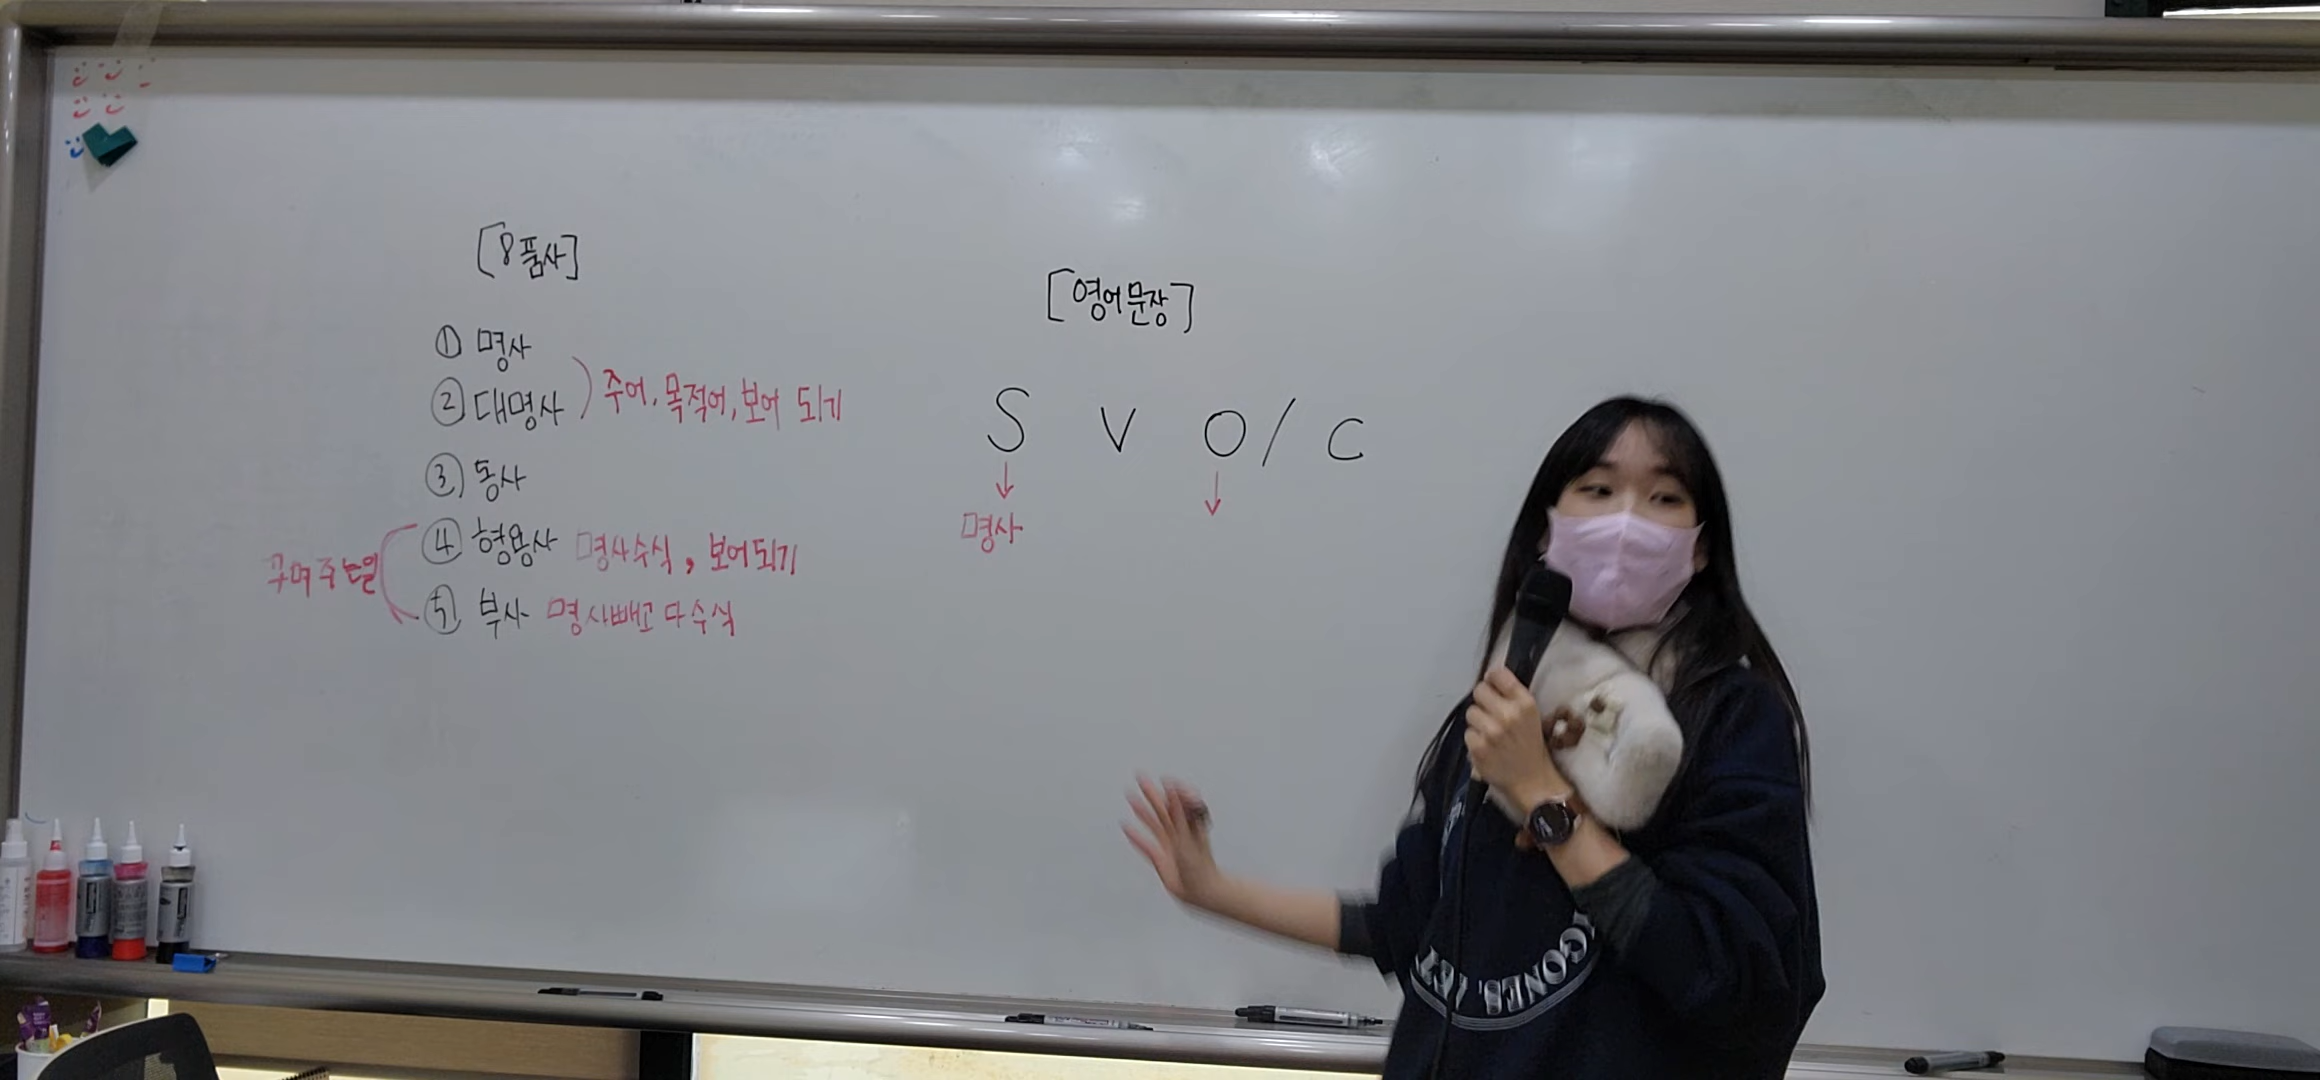 [8품사]
① 명사
② 대명사 ) 주어, 목적어, 보어 되기
③ 동사
④ 형용사 명사수식, 보어되기
꾸며주는일
⑤ 부사 명사빼고 다 수식
[영어문장]
S V O / C
↓ ↓
명사